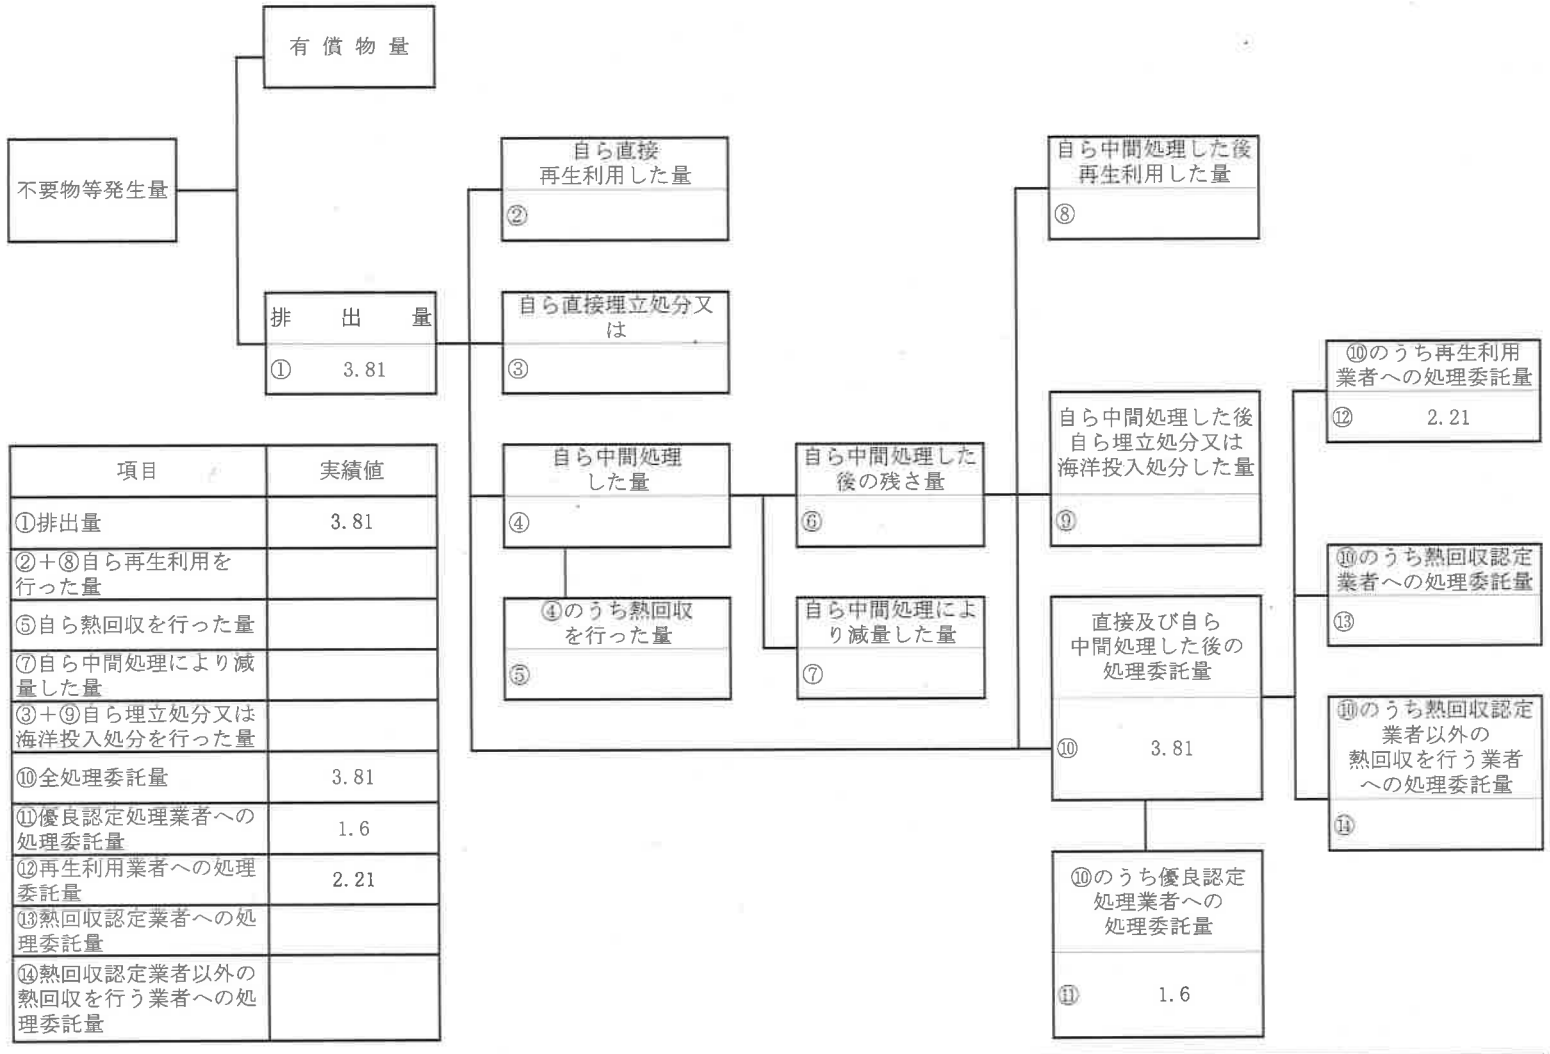 有 償 物 量
不要物等発生量
排 出 量
① 3.81
自ら直接
再生利用した量
②
自ら直接埋立処分又
は
③
自ら中間処理
した量
④
④のうち熱回収
を行った量
⑤
自ら中間処理した
後の残さ量
⑥
自ら中間処理によ
り減量した量
⑦
自ら中間処理した後
再生利用した量
⑧
自ら中間処理した後
自ら埋立処分又は
海洋投入処分した量
⑨
直接及び自ら
中間処理した後の
処理委託量
⑩ 3.81
⑩のうち優良認定
処理業者への
処理委託量
⑪ 1.6
⑩のうち再生利用
業者への処理委託量
⑫ 2.21
⑩のうち熱回収認定
業者への処理委託量
⑬
⑩のうち熱回収認定
業者以外の
熱回収を行う業者
への処理委託量
⑭
項目 実績値
①排出量 3.81
②＋⑧自ら再生利用を
行った量
⑤自ら熱回収を行った量
⑦自ら中間処理により減
量した量
③＋⑨自ら埋立処分又は
海洋投入処分を行った量
⑩全処理委託量 3.81
⑪優良認定処理業者への
処理委託量 1.6
⑫再生利用業者への処理
委託量 2.21
⑬熱回収認定業者への処
理委託量
⑭熱回収認定業者以外の
熱回収を行う業者への処
理委託量